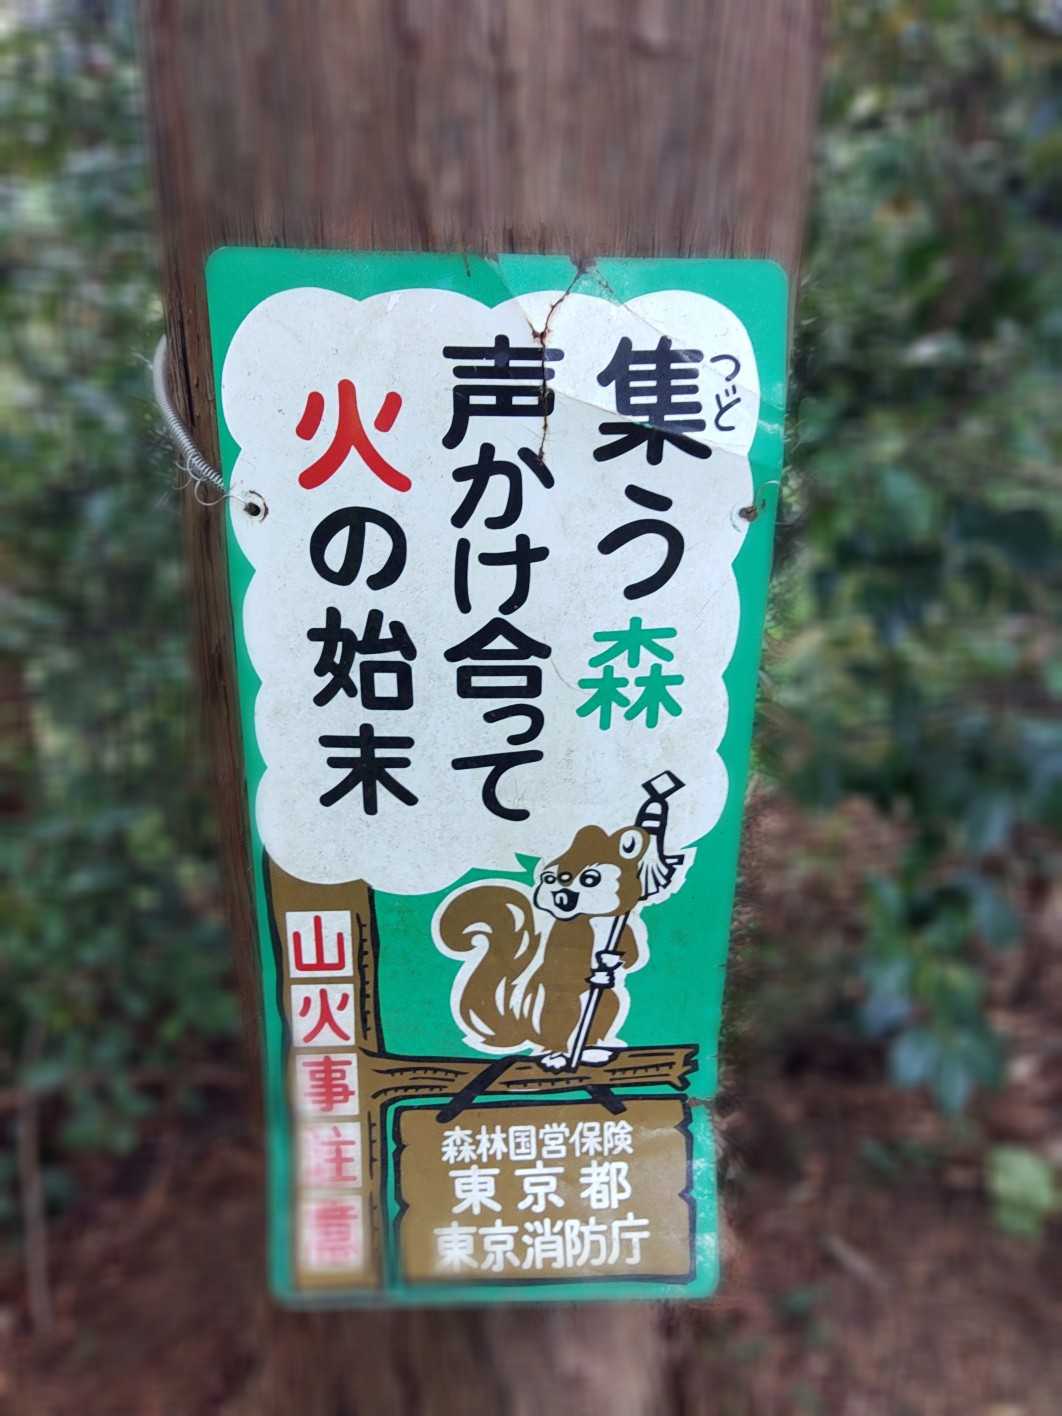 集う森
つど
声かけ合って
火の始末
山火事注意
森林国営保険
東京都
東京消防庁